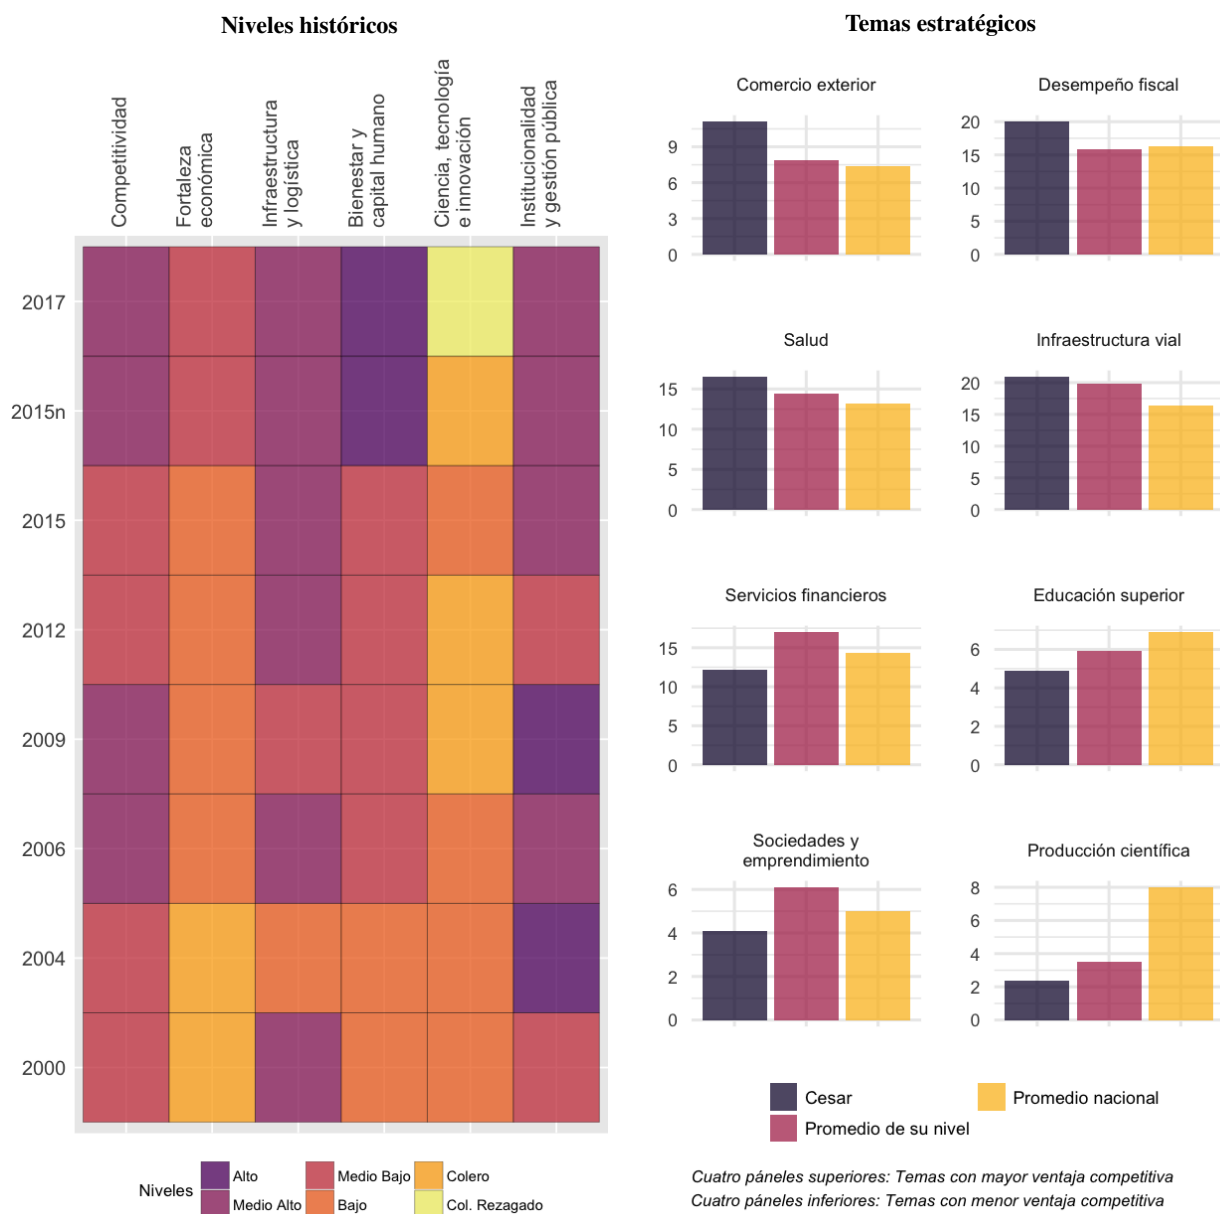 Niveles históricos
Competitividad
Fortaleza
económica
Infraestructura
y logística
Bienestar y
capital humano
Ciencia, tecnología
e innovación
Institucionalidad
y gestión pública
2017
2015n
2015
2012
2009
2006
2004
2000
Niveles
Alto
Medio Alto
Medio Bajo
Bajo
Colero
Col. Rezagado
Temas estratégicos
Comercio exterior
9
6
3
0
Desempeño fiscal
20
15
10
5
0
Salud
15
10
5
0
Infraestructura vial
20
15
10
5
0
Servicios financieros
15
10
5
0
Educación superior
6
4
2
0
Sociedades y
emprendimiento
6
4
2
0
Producción científica
8
6
4
2
0
Cesar
Promedio nacional
Promedio de su nivel
Cuatro páneles superiores: Temas con mayor ventaja competitiva
Cuatro páneles inferiores: Temas con menor ventaja competitiva